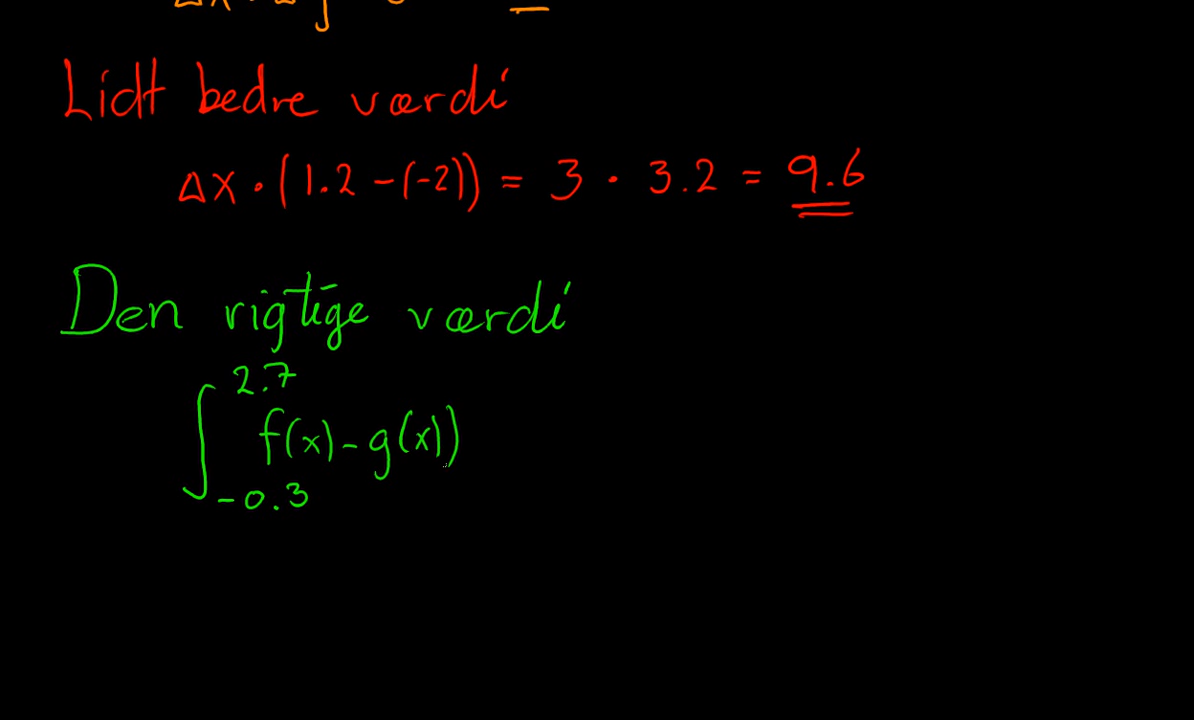 Lidt bedre værdi
Δx · (1.2 - (-2)) = 3 · 3.2 = 9.6
Den rigtige værdi
∫ 2.7 -0.3 f(x) - g(x))